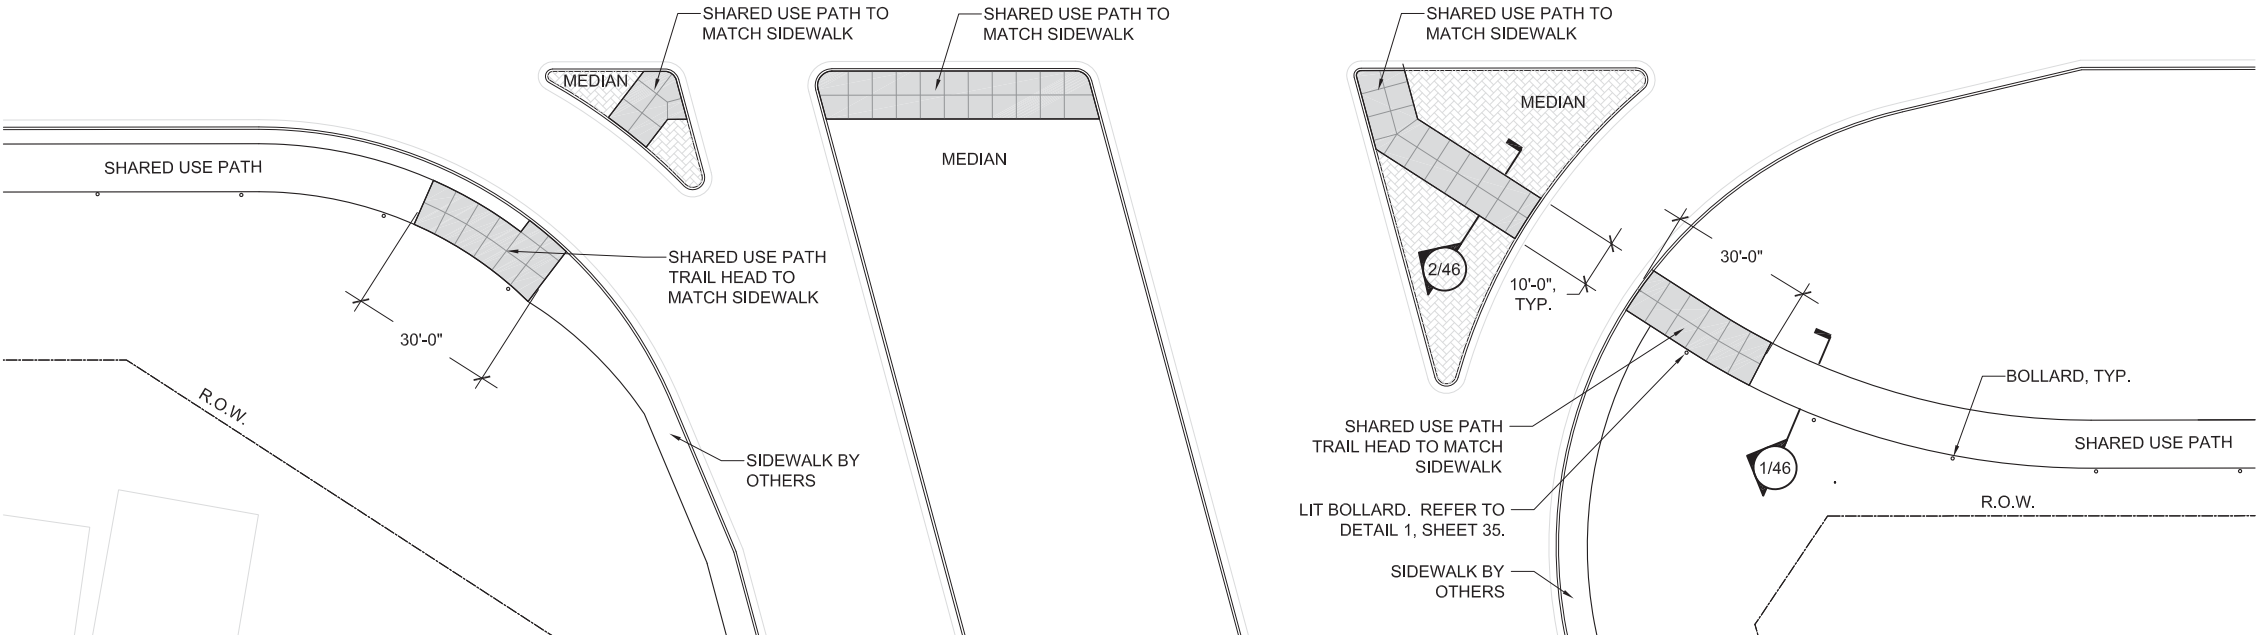 SHARED USE PATH TO
MATCH SIDEWALK
SHARED USE PATH TO
MATCH SIDEWALK
SHARED USE PATH TO
MATCH SIDEWALK
MEDIAN
MEDIAN
MEDIAN
SHARED USE PATH
SHARED USE PATH
TRAIL HEAD TO
MATCH SIDEWALK
30'-0"
R.O.W.
SIDEWALK BY
OTHERS
2/46
10'-0",
TYP.
30'-0"
BOLLARD, TYP.
SHARED USE PATH
TRAIL HEAD TO MATCH
SIDEWALK
SHARED USE PATH
1/46
LIT BOLLARD.  REFER TO
DETAIL 1, SHEET 35.
R.O.W.
SIDEWALK BY
OTHERS